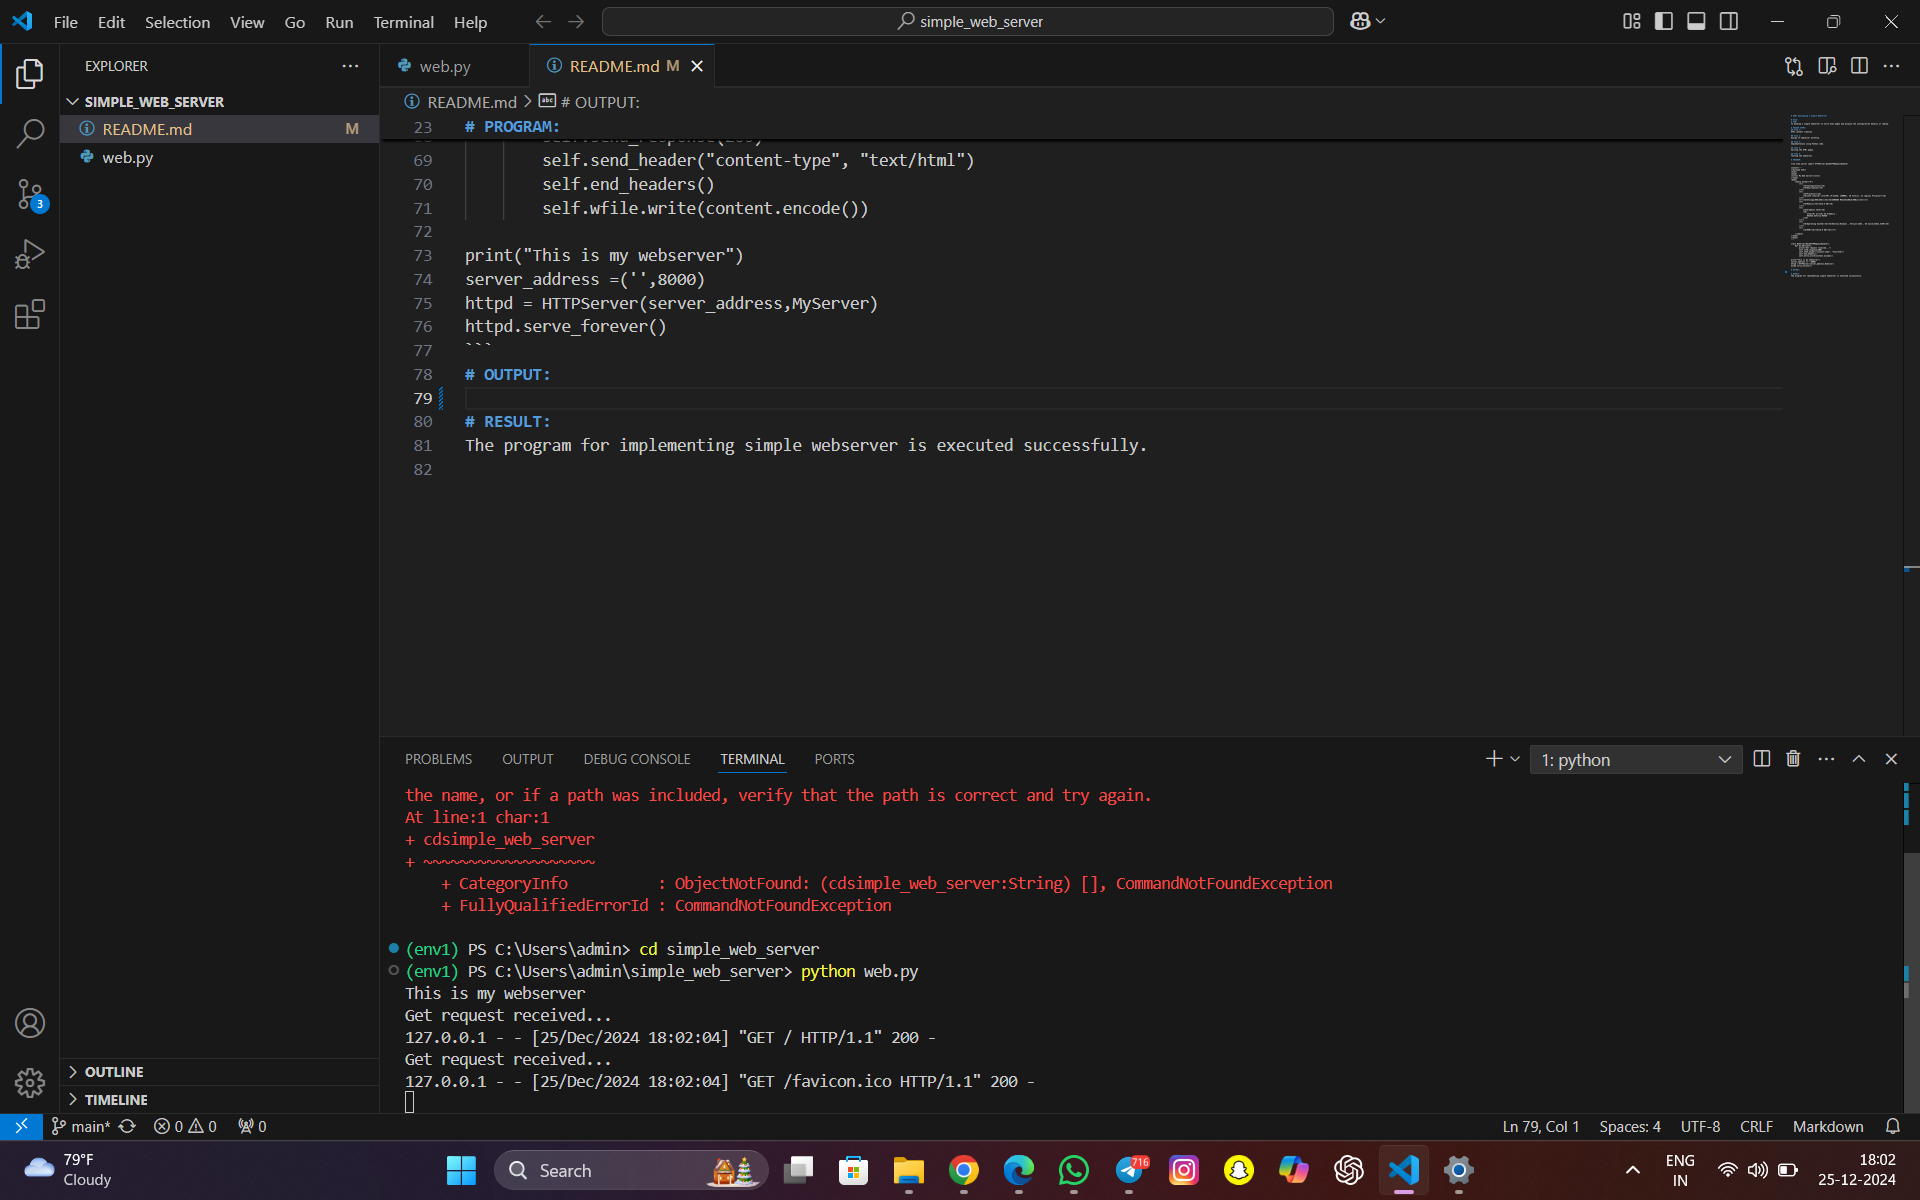 File Edit Selection View Go Run Terminal Help
simple_web_server
EXPLORER
SIMPLE_WEB_SERVER
README.md M
web.py
3
OUTLINE
TIMELINE
web.py
README.md M
README.md > # OUTPUT:
23 # PROGRAM:
69 self.send_header("content-type", "text/html")
70 self.end_headers()
71 self.wfile.write(content.encode())
72
73 print("This is my webserver")
74 server_address =('',8000)
75 httpd = HTTPServer(server_address,MyServer)
76 httpd.serve_forever()
77 ```
78 # OUTPUT:
79
80 # RESULT:
81 The program for implementing simple webserver is executed successfully.
82
PROBLEMS OUTPUT DEBUG CONSOLE TERMINAL PORTS
1: python
the name, or if a path was included, verify that the path is correct and try again.
At line:1 char:1
+ cdsimple_web_server
+ ~~~~~~~~~~~~~~~~~~~
+ CategoryInfo : ObjectNotFound: (cdsimple_web_server:String) [], CommandNotFoundException
+ FullyQualifiedErrorId : CommandNotFoundException
(env1) PS C:\Users\admin> cd simple_web_server
(env1) PS C:\Users\admin\simple_web_server> python web.py
This is my webserver
Get request received...
127.0.0.1 - - [25/Dec/2024 18:02:04] "GET / HTTP/1.1" 200 -
Get request received...
127.0.0.1 - - [25/Dec/2024 18:02:04] "GET /favicon.ico HTTP/1.1" 200 -
main* 0 0 0
Ln 79, Col 1 Spaces: 4 UTF-8 CRLF Markdown
79°F
Cloudy
Search
716
ENG
IN
18:02
25-12-2024